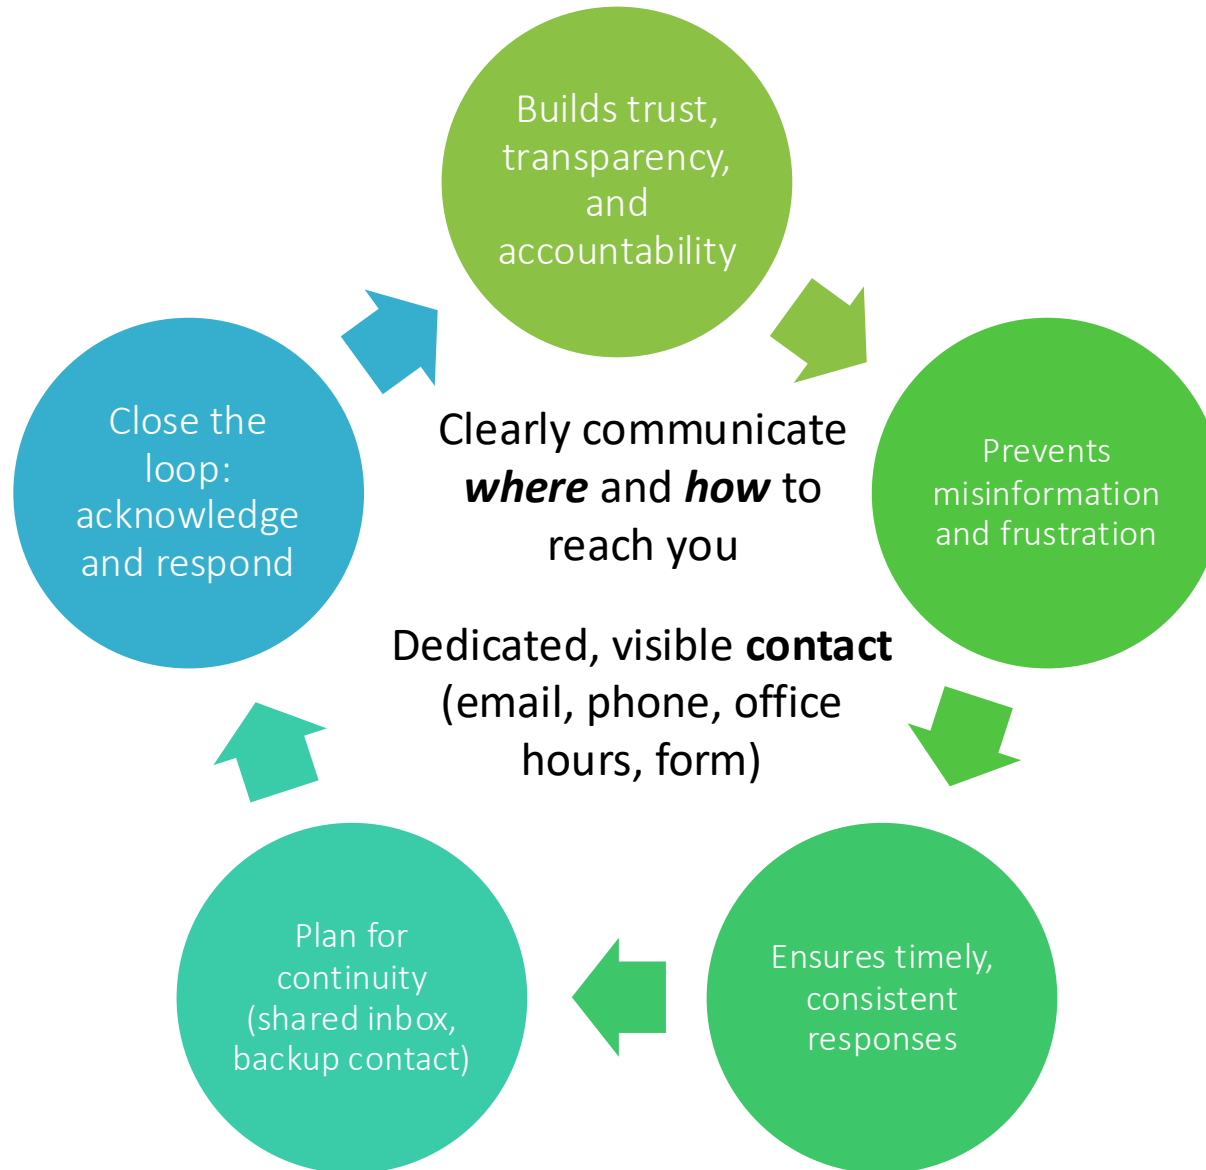 Builds trust,
transparency,
and
accountability
Prevents
misinformation
and frustration
Ensures timely,
consistent
responses
Plan for
continuity
(shared inbox,
backup contact)
Close the
loop:
acknowledge
and respond
Clearly communicate
where and how to
reach you
Dedicated, visible contact
(email, phone, office
hours, form)